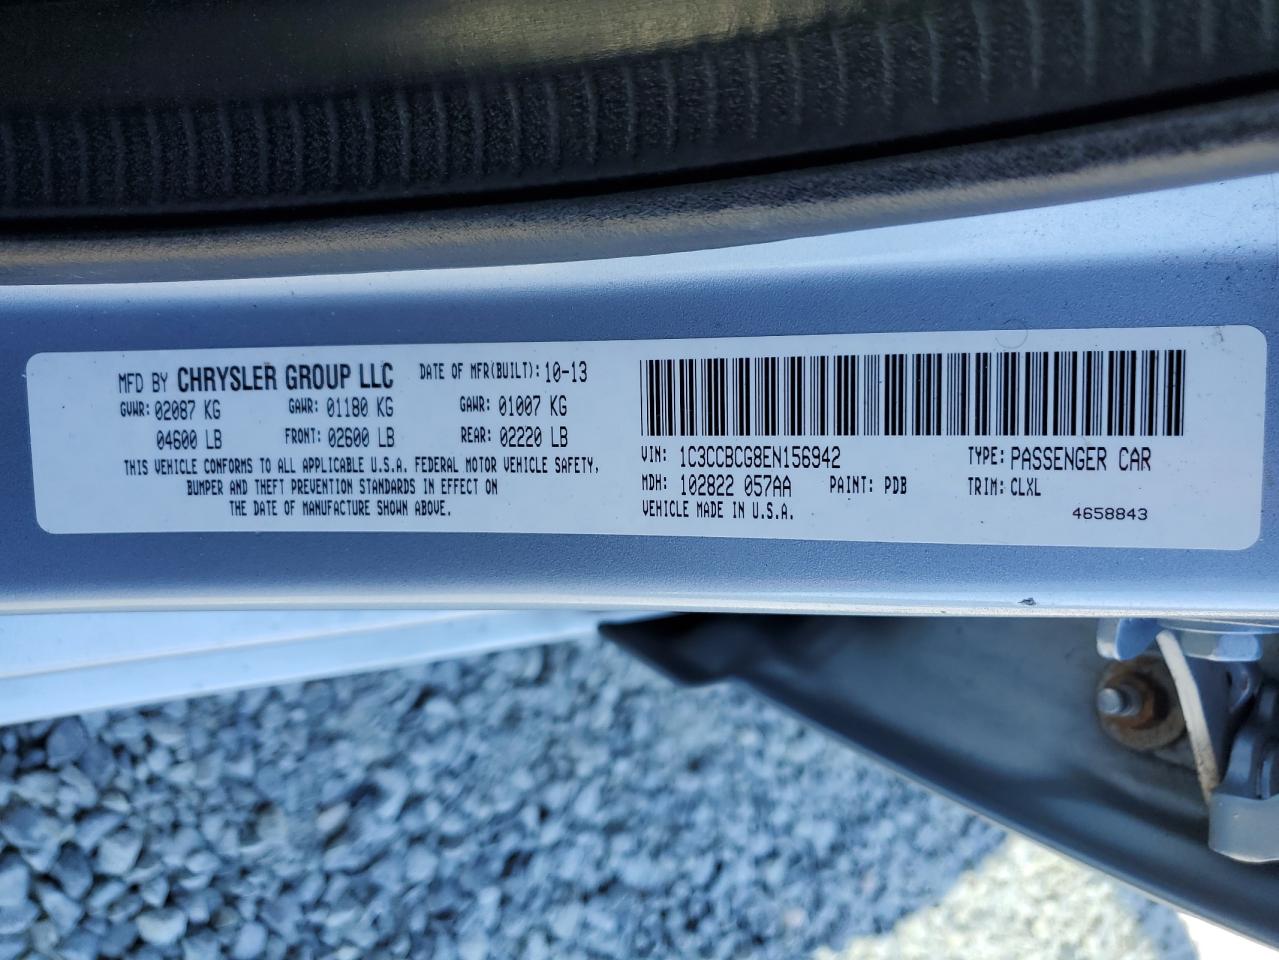 MFD BY CHRYSLER GROUP LLC DATE OF MFR(BUILT): 10-13
GVWR: 02087 KG GAWR: 01180 KG GAWR: 01007 KG
04600 LB FRONT: 02600 LB REAR: 02220 LB
THIS VEHICLE CONFORMS TO ALL APPLICABLE U.S.A. FEDERAL MOTOR VEHICLE SAFETY,
BUMPER AND THEFT PREVENTION STANDARDS IN EFFECT ON
THE DATE OF MANUFACTURE SHOWN ABOVE.
VIN: 1C3CCBCG8EN156942 TYPE: PASSENGER CAR
MDH: 102822 057AA PAINT: PDB TRIM: CLXL
VEHICLE MADE IN U.S.A. 4658843